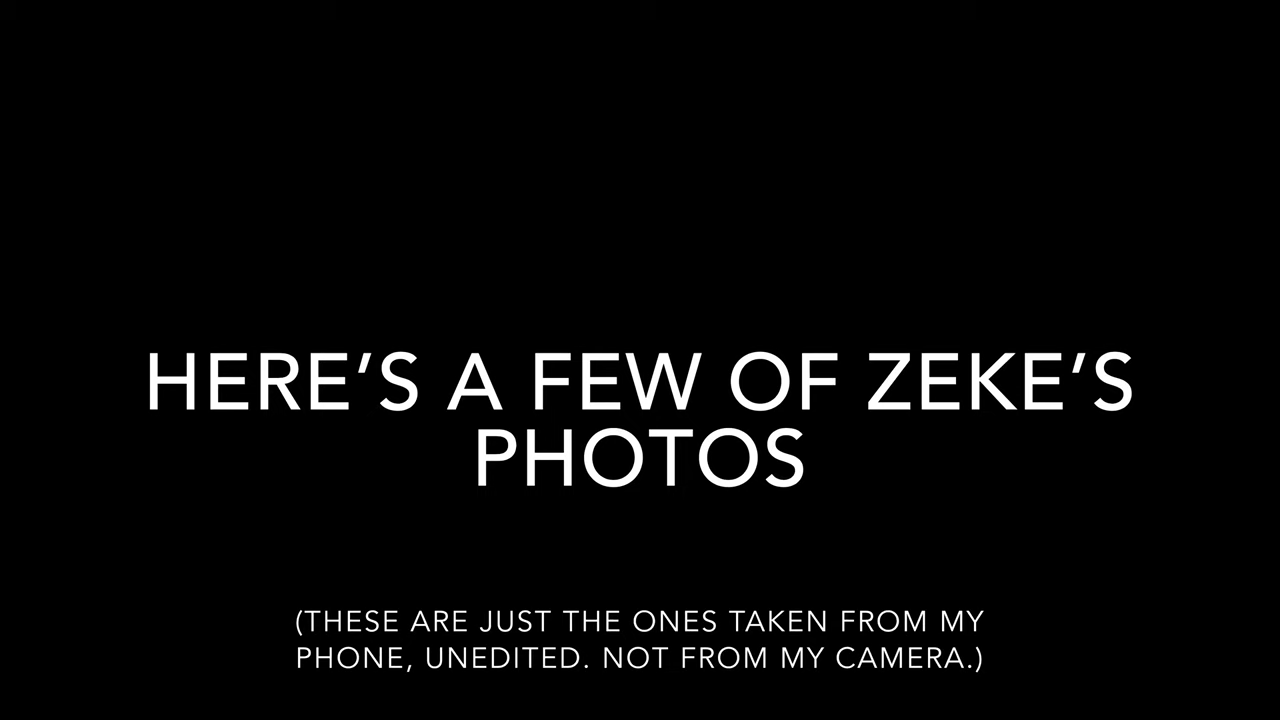 HERE’S A FEW OF ZEKE’S
PHOTOS
(THESE ARE JUST THE ONES TAKEN FROM MY
PHONE, UNEDITED. NOT FROM MY CAMERA.)